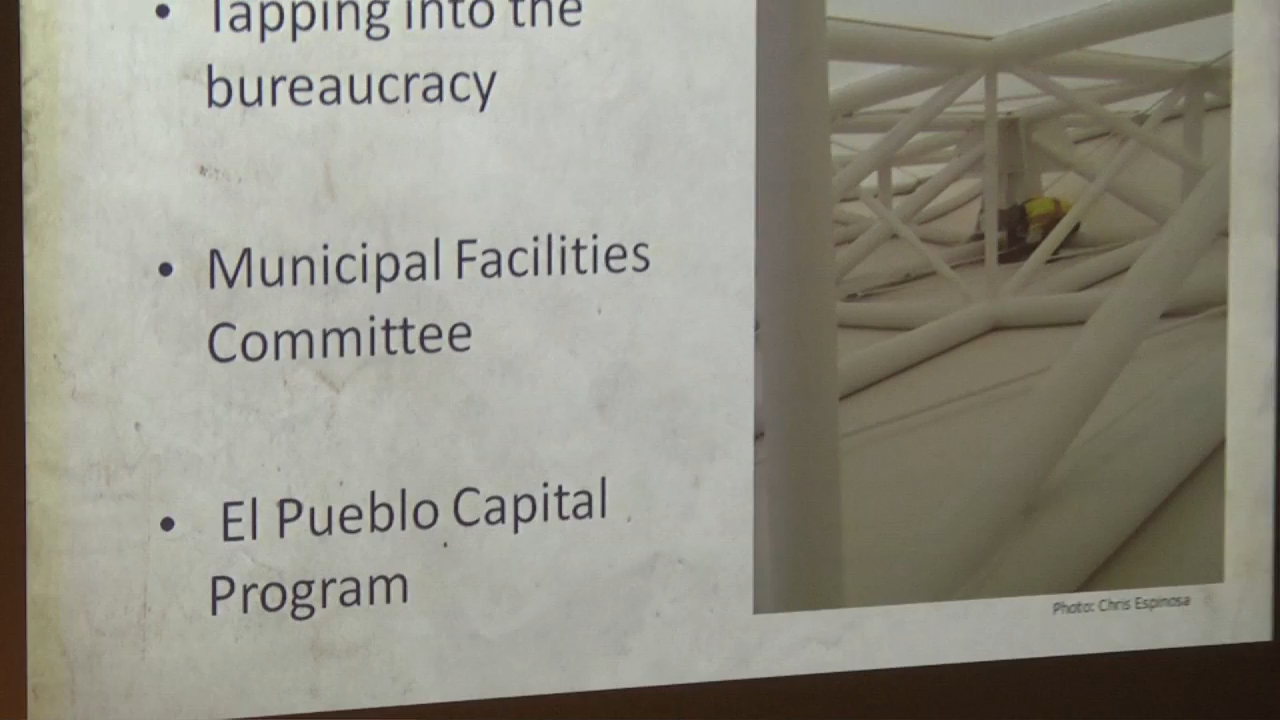 • Tapping into the
bureaucracy
• Municipal Facilities
Committee
• El Pueblo Capital
Program
Photo: Chris Espinosa